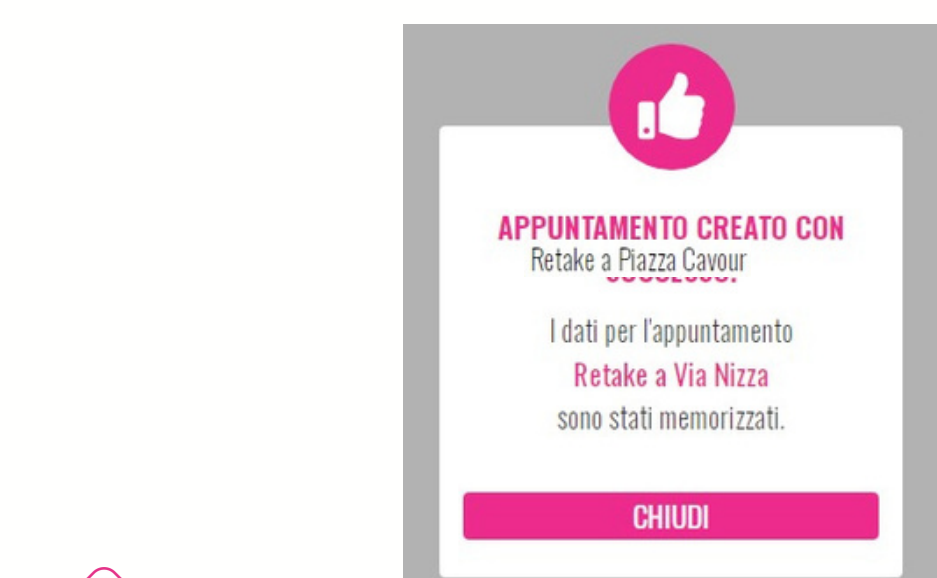 APPUNTAMENTO CREATO CON
Retake a Piazza Cavour
I dati per l'appuntamento
Retake a Via Nizza
sono stati memorizzati.
CHIUDI